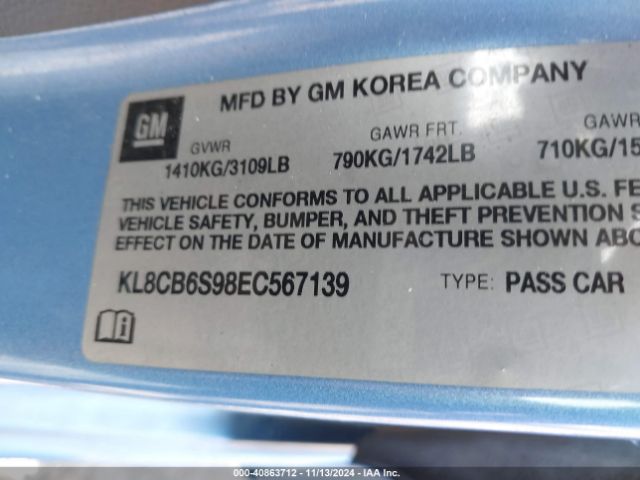 MFD BY GM KOREA COMPANY
GM
GVWR GAWR FRT. GAWR
1410KG/3109LB 790KG/1742LB 710KG/15
THIS VEHICLE CONFORMS TO ALL APPLICABLE U.S. FE
VEHICLE SAFETY, BUMPER, AND THEFT PREVENTION S
EFFECT ON THE DATE OF MANUFACTURE SHOWN ABO
KL8CB6S98EC567139 TYPE: PASS CAR
i
000-40863712 - 11/13/2024 - IAA Inc.